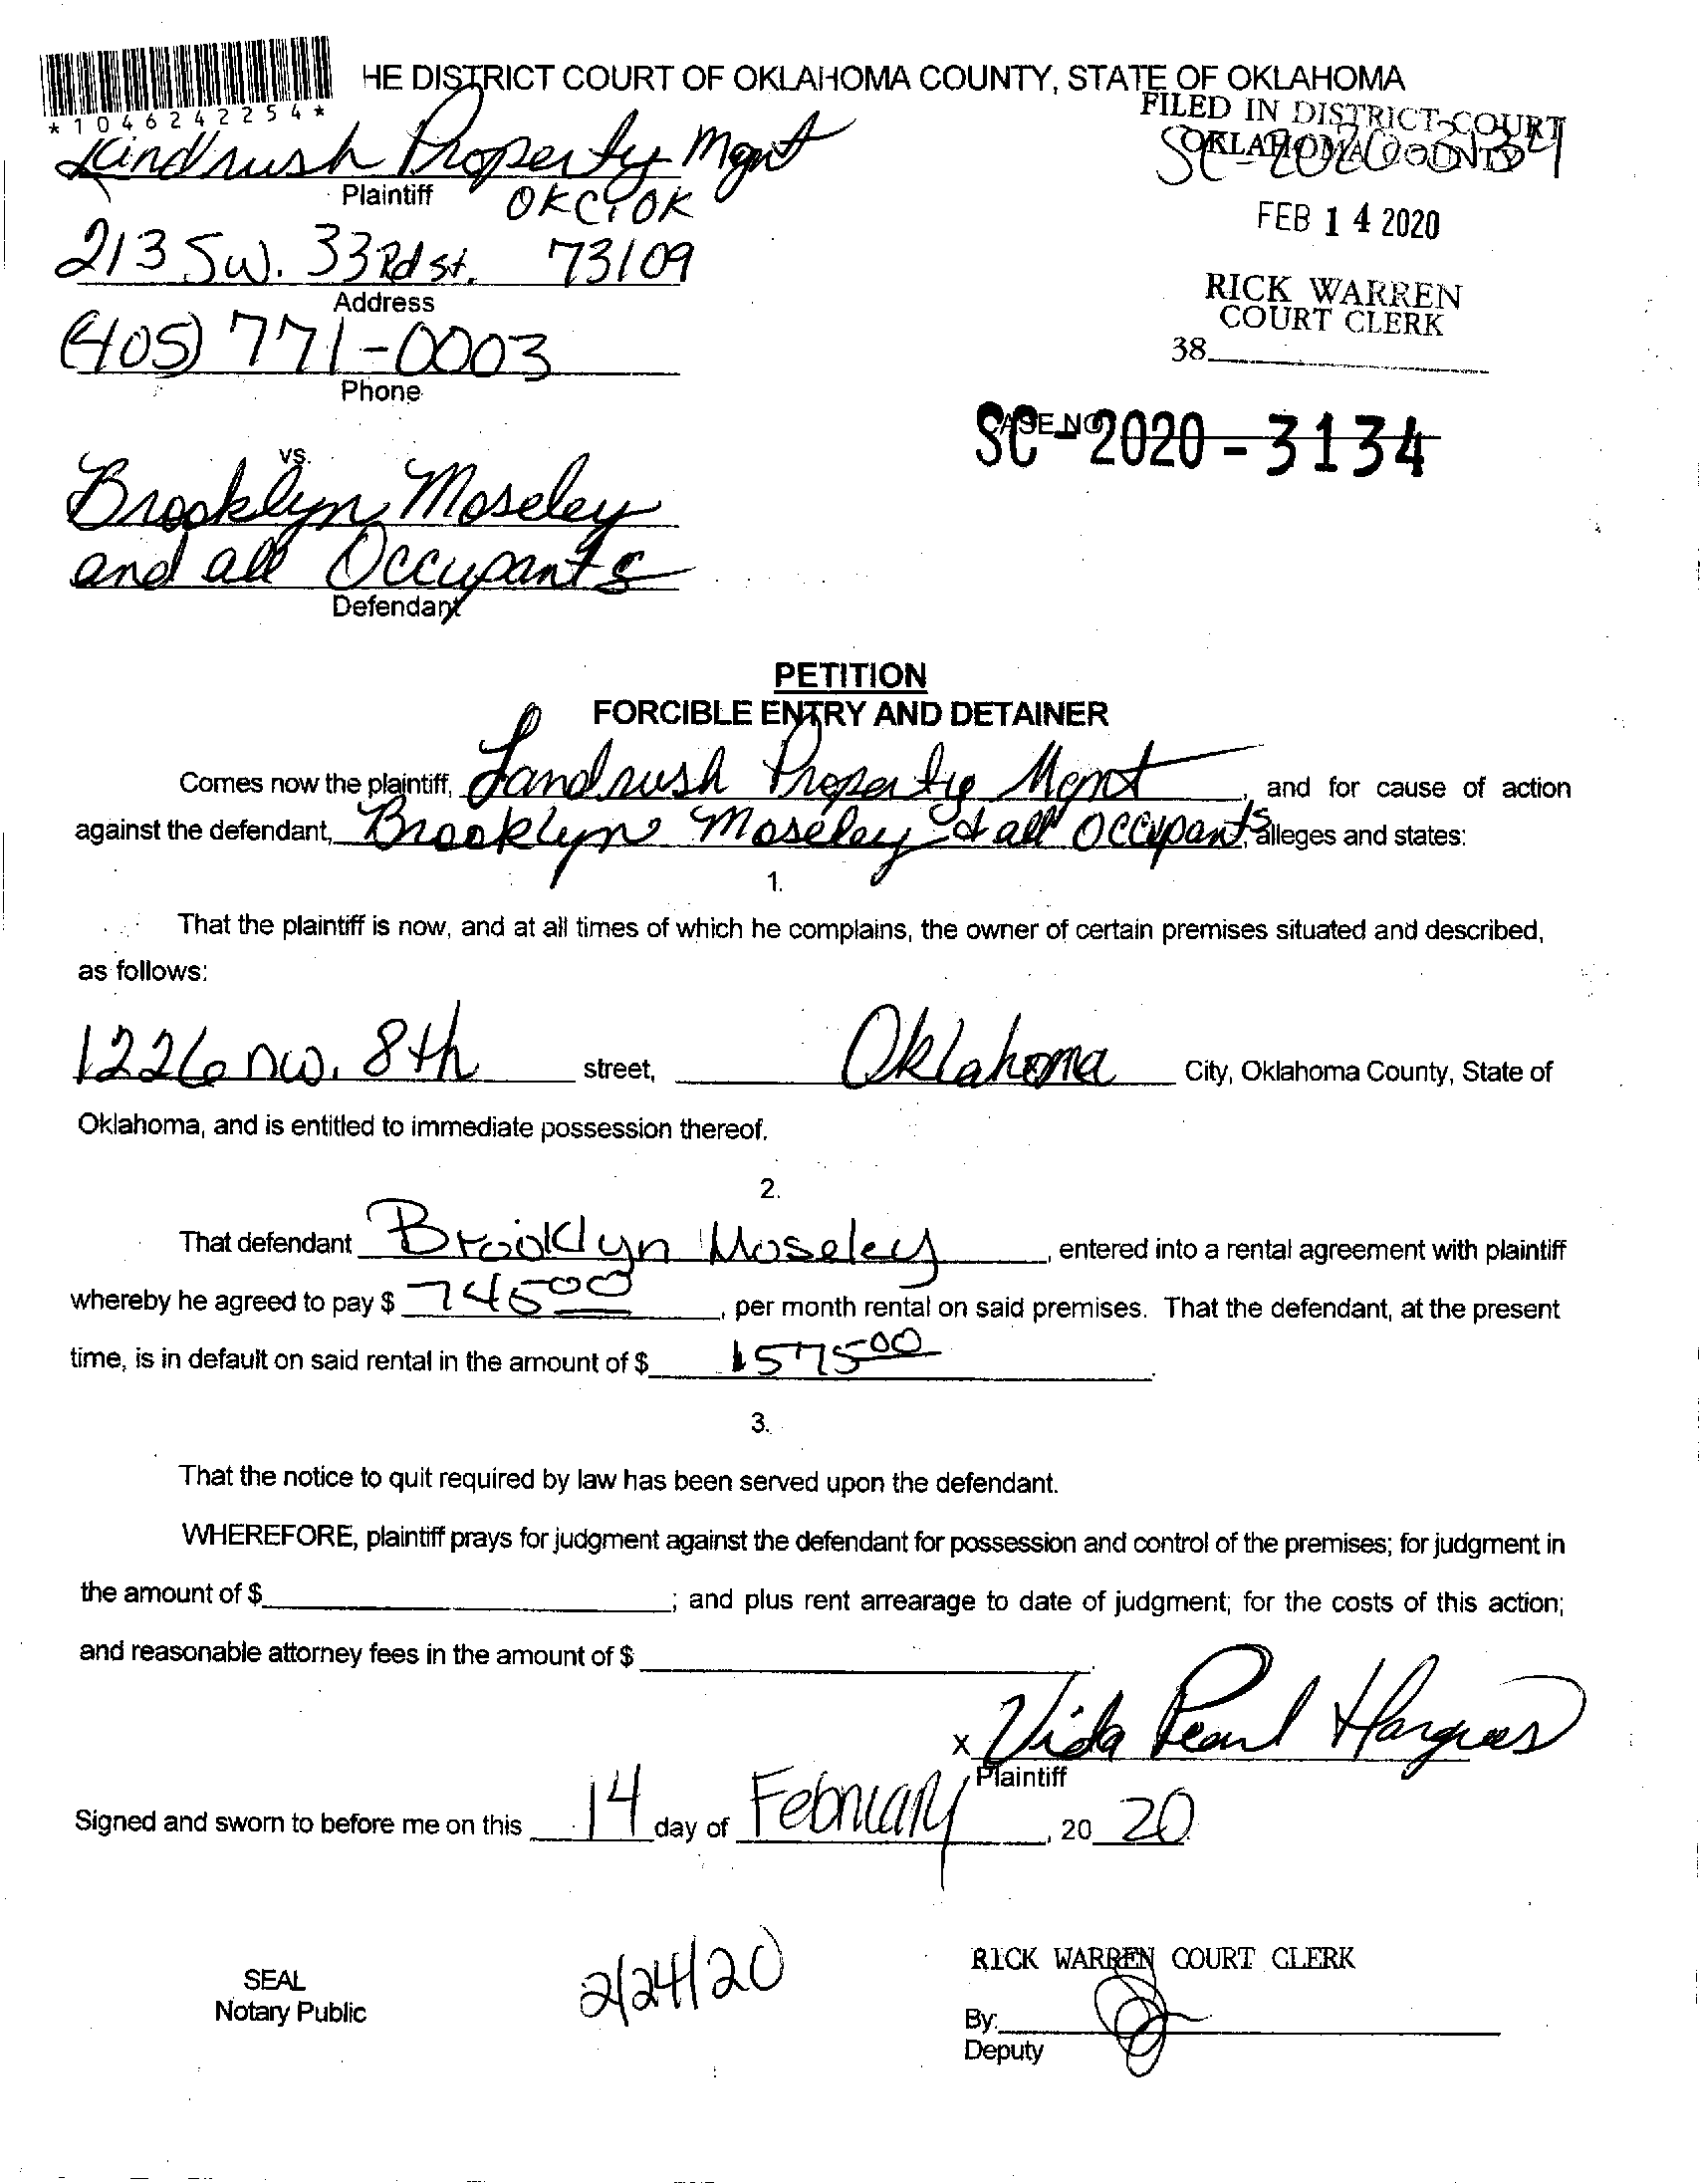 HE DISTRICT COURT OF OKLAHOMA COUNTY, STATE OF OKLAHOMA
*1046242254*
FILED IN DISTRICT COURT
OKLAHOMA COUNTY
SC-2020-3134
Landrush Property Mgnt
Plaintiff
OKC, OK
FEB 14 2020
213 SW. 33Rd St. 73109
Address
RICK WARREN
COURT CLERK
(405) 771-0003
38
Phone
CASE NO
SC-2020-3134
vs.
Brooklyn Moseley
and all Occupants
Defendant
PETITION
FORCIBLE ENTRY AND DETAINER
Comes now the plaintiff, Landrush Property Mgmt, and for cause of action
against the defendant, Brooklyn Moseley & all Occupants, alleges and states:
1.
That the plaintiff is now, and at all times of which he complains, the owner of certain premises situated and described,
as follows:
1226 nw. 8th street, Oklahoma City, Oklahoma County, State of
Oklahoma, and is entitled to immediate possession thereof.
2.
That defendant Brooklyn Moseley, entered into a rental agreement with plaintiff
whereby he agreed to pay $ 74500, per month rental on said premises. That the defendant, at the present
time, is in default on said rental in the amount of $ 157500.
3.
That the notice to quit required by law has been served upon the defendant.
WHEREFORE, plaintiff prays for judgment against the defendant for possession and control of the premises; for judgment in
the amount of $; and plus rent arrearage to date of judgment; for the costs of this action;
and reasonable attorney fees in the amount of $.
X Vida Pearl
Plaintiff
Signed and sworn to before me on this 14 day of February, 20 20
SEAL
Notary Public
2/24/20
RICK WARREN COURT CLERK
By:
Deputy